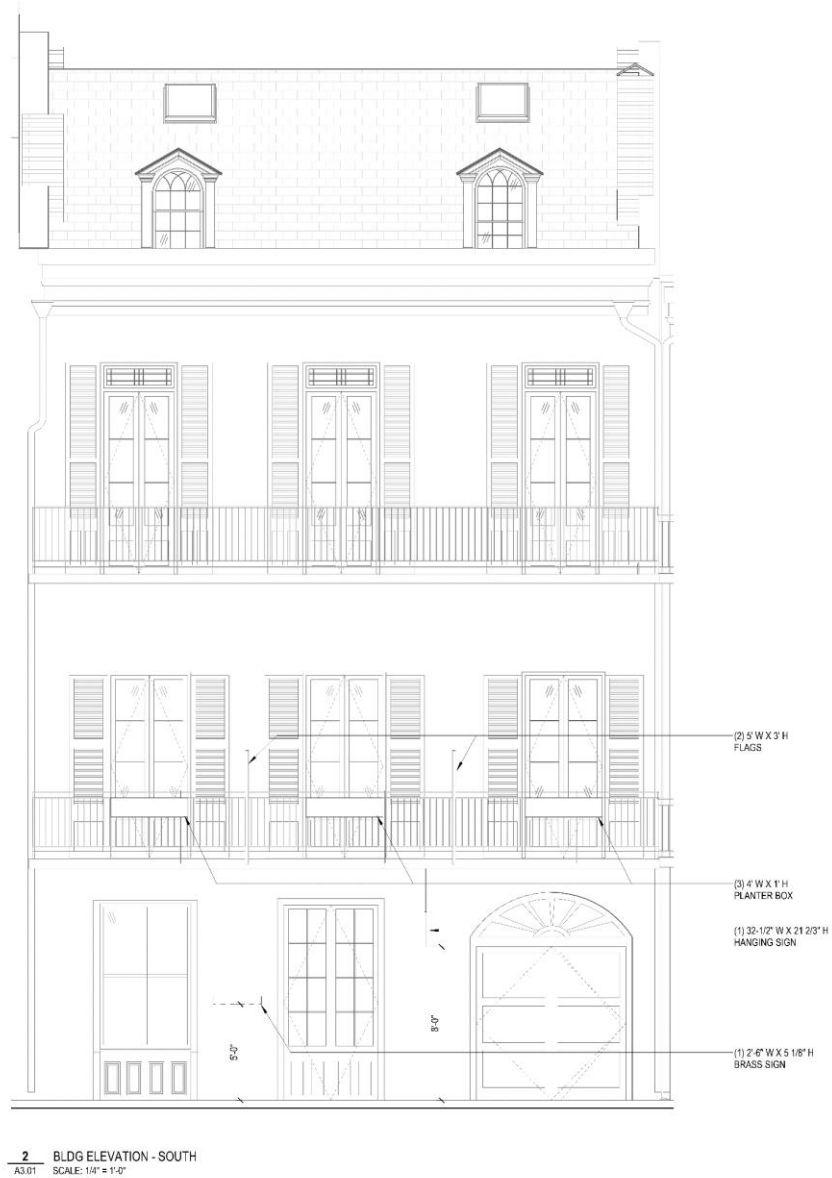 (2) 5' W X 3' H
FLAGS
(3) 4' W X 1' H
PLANTER BOX
(1) 32-1/2" W X 21 2/3" H
HANGING SIGN
8'-0"
5'-0"
(1) 2'-6" W X 5 1/8" H
BRASS SIGN
2 BLDG ELEVATION - SOUTH
A3.01 SCALE: 1/4" = 1'-0"